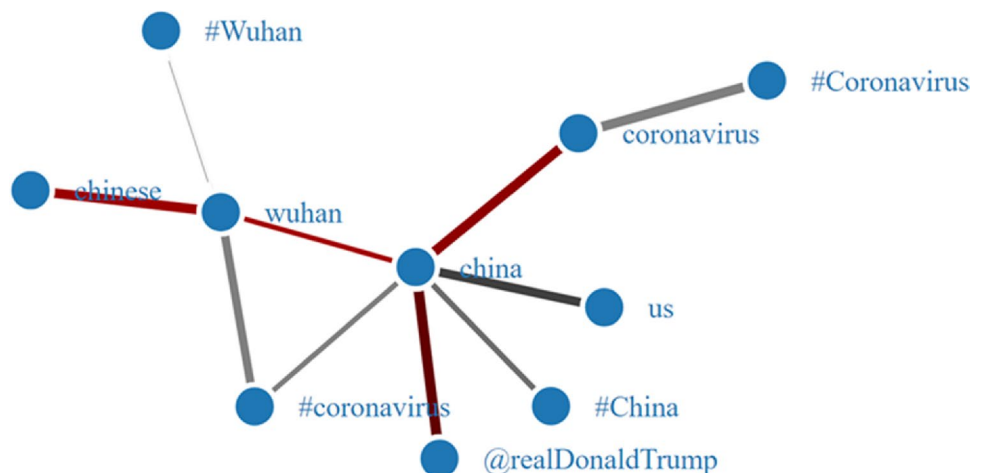 #Wuhan
#Coronavirus
coronavirus
chinese
wuhan
china
us
#coronavirus
#China
@realDonaldTrump